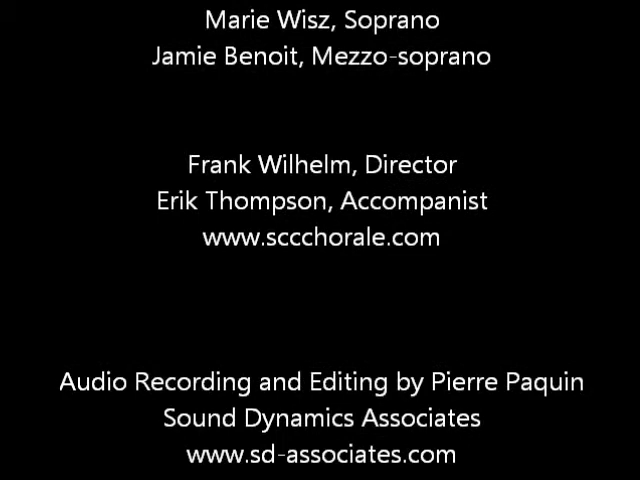 Marie Wisz, Soprano
Jamie Benoit, Mezzo-soprano
Frank Wilhelm, Director
Erik Thompson, Accompanist
www.sccchorale.com
Audio Recording and Editing by Pierre Paquin
Sound Dynamics Associates
www.sd-associates.com